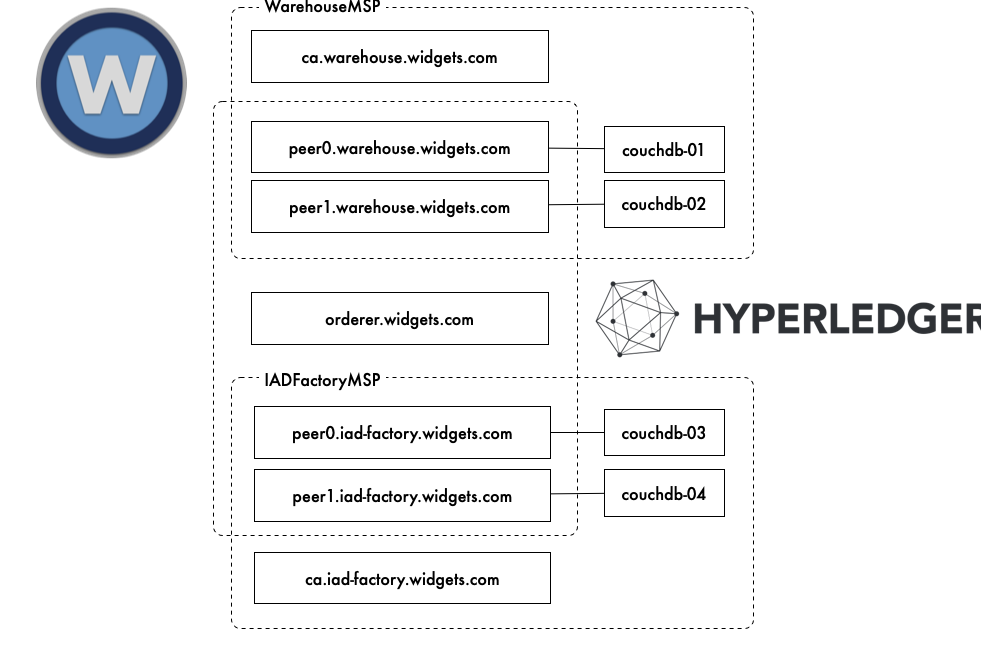 WarehouseMSP
W
ca.warehouse.widgets.com
peer0.warehouse.widgets.com
couchdb-01
peer1.warehouse.widgets.com
couchdb-02
orderer.widgets.com
HYPERLEDGER
IADFactoryMSP
peer0.iad-factory.widgets.com
couchdb-03
peer1.iad-factory.widgets.com
couchdb-04
ca.iad-factory.widgets.com